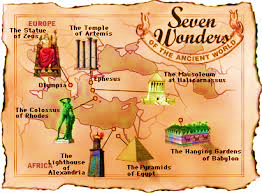 Seven
Wonders
OF THE ANCIENT WORLD
EUROPE
The Statue
of Zeus
The Temple
of Artemis
Ephesus
Olympia
The Mausoleum
at Halicarnassus
The Colossus
of Rhodes
The Hanging Gardens
of Babylon
AFRICA
The
Lighthouse
of
Alexandria
The Pyramids
of Egypt